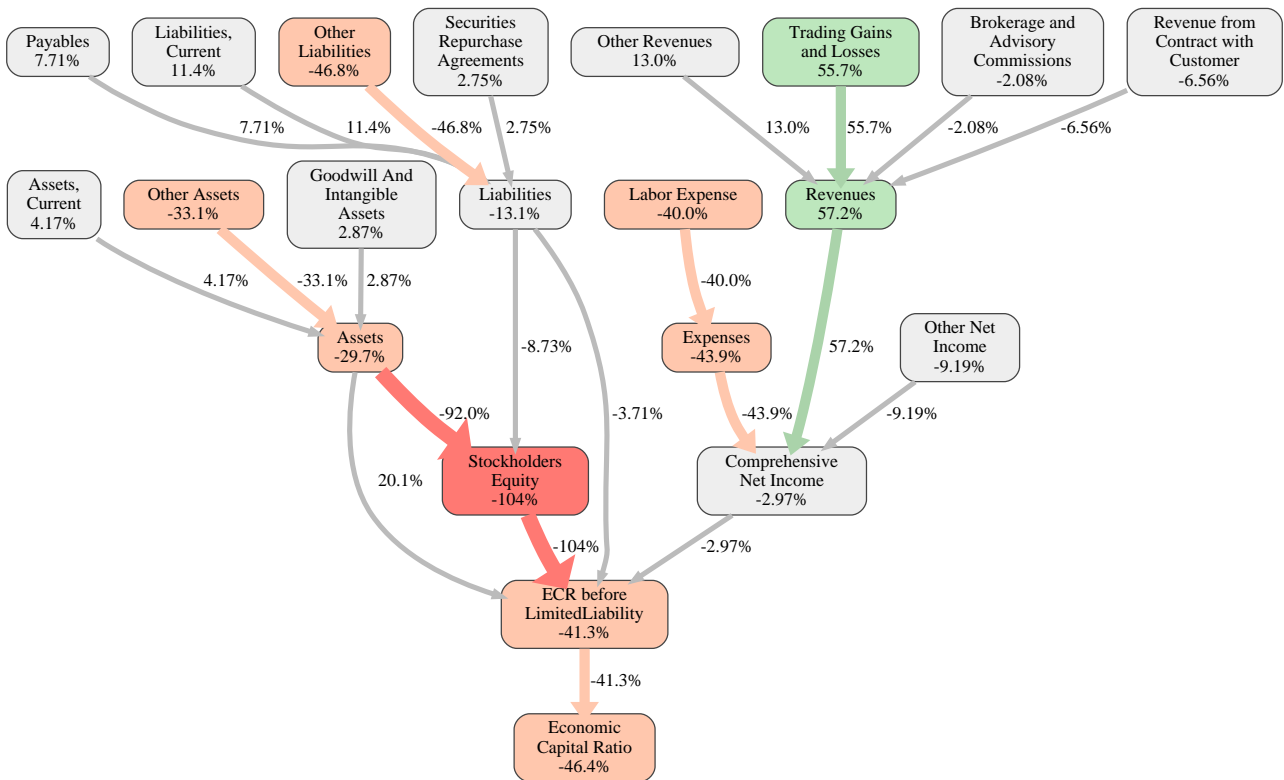 Payables
7.71%
Liabilities,
Current
11.4%
Other
Liabilities
-46.8%
Securities
Repurchase
Agreements
2.75%
Other Revenues
13.0%
Trading Gains
and Losses
55.7%
Brokerage and
Advisory
Commissions
-2.08%
Revenue from
Contract with
Customer
-6.56%
7.71%
11.4%
-46.8%
2.75%
13.0%
55.7%
-2.08%
-6.56%
Assets,
Current
4.17%
Other Assets
-33.1%
Goodwill And
Intangible
Assets
2.87%
Liabilities
-13.1%
Labor Expense
-40.0%
Revenues
57.2%
4.17%
-33.1%
2.87%
-40.0%
Assets
-29.7%
-8.73%
Expenses
-43.9%
57.2%
Other Net
Income
-9.19%
-92.0%
-3.71%
-43.9%
-9.19%
20.1%
Stockholders
Equity
-104%
Comprehensive
Net Income
-2.97%
-104%
-2.97%
ECR before
LimitedLiability
-41.3%
-41.3%
Economic
Capital Ratio
-46.4%